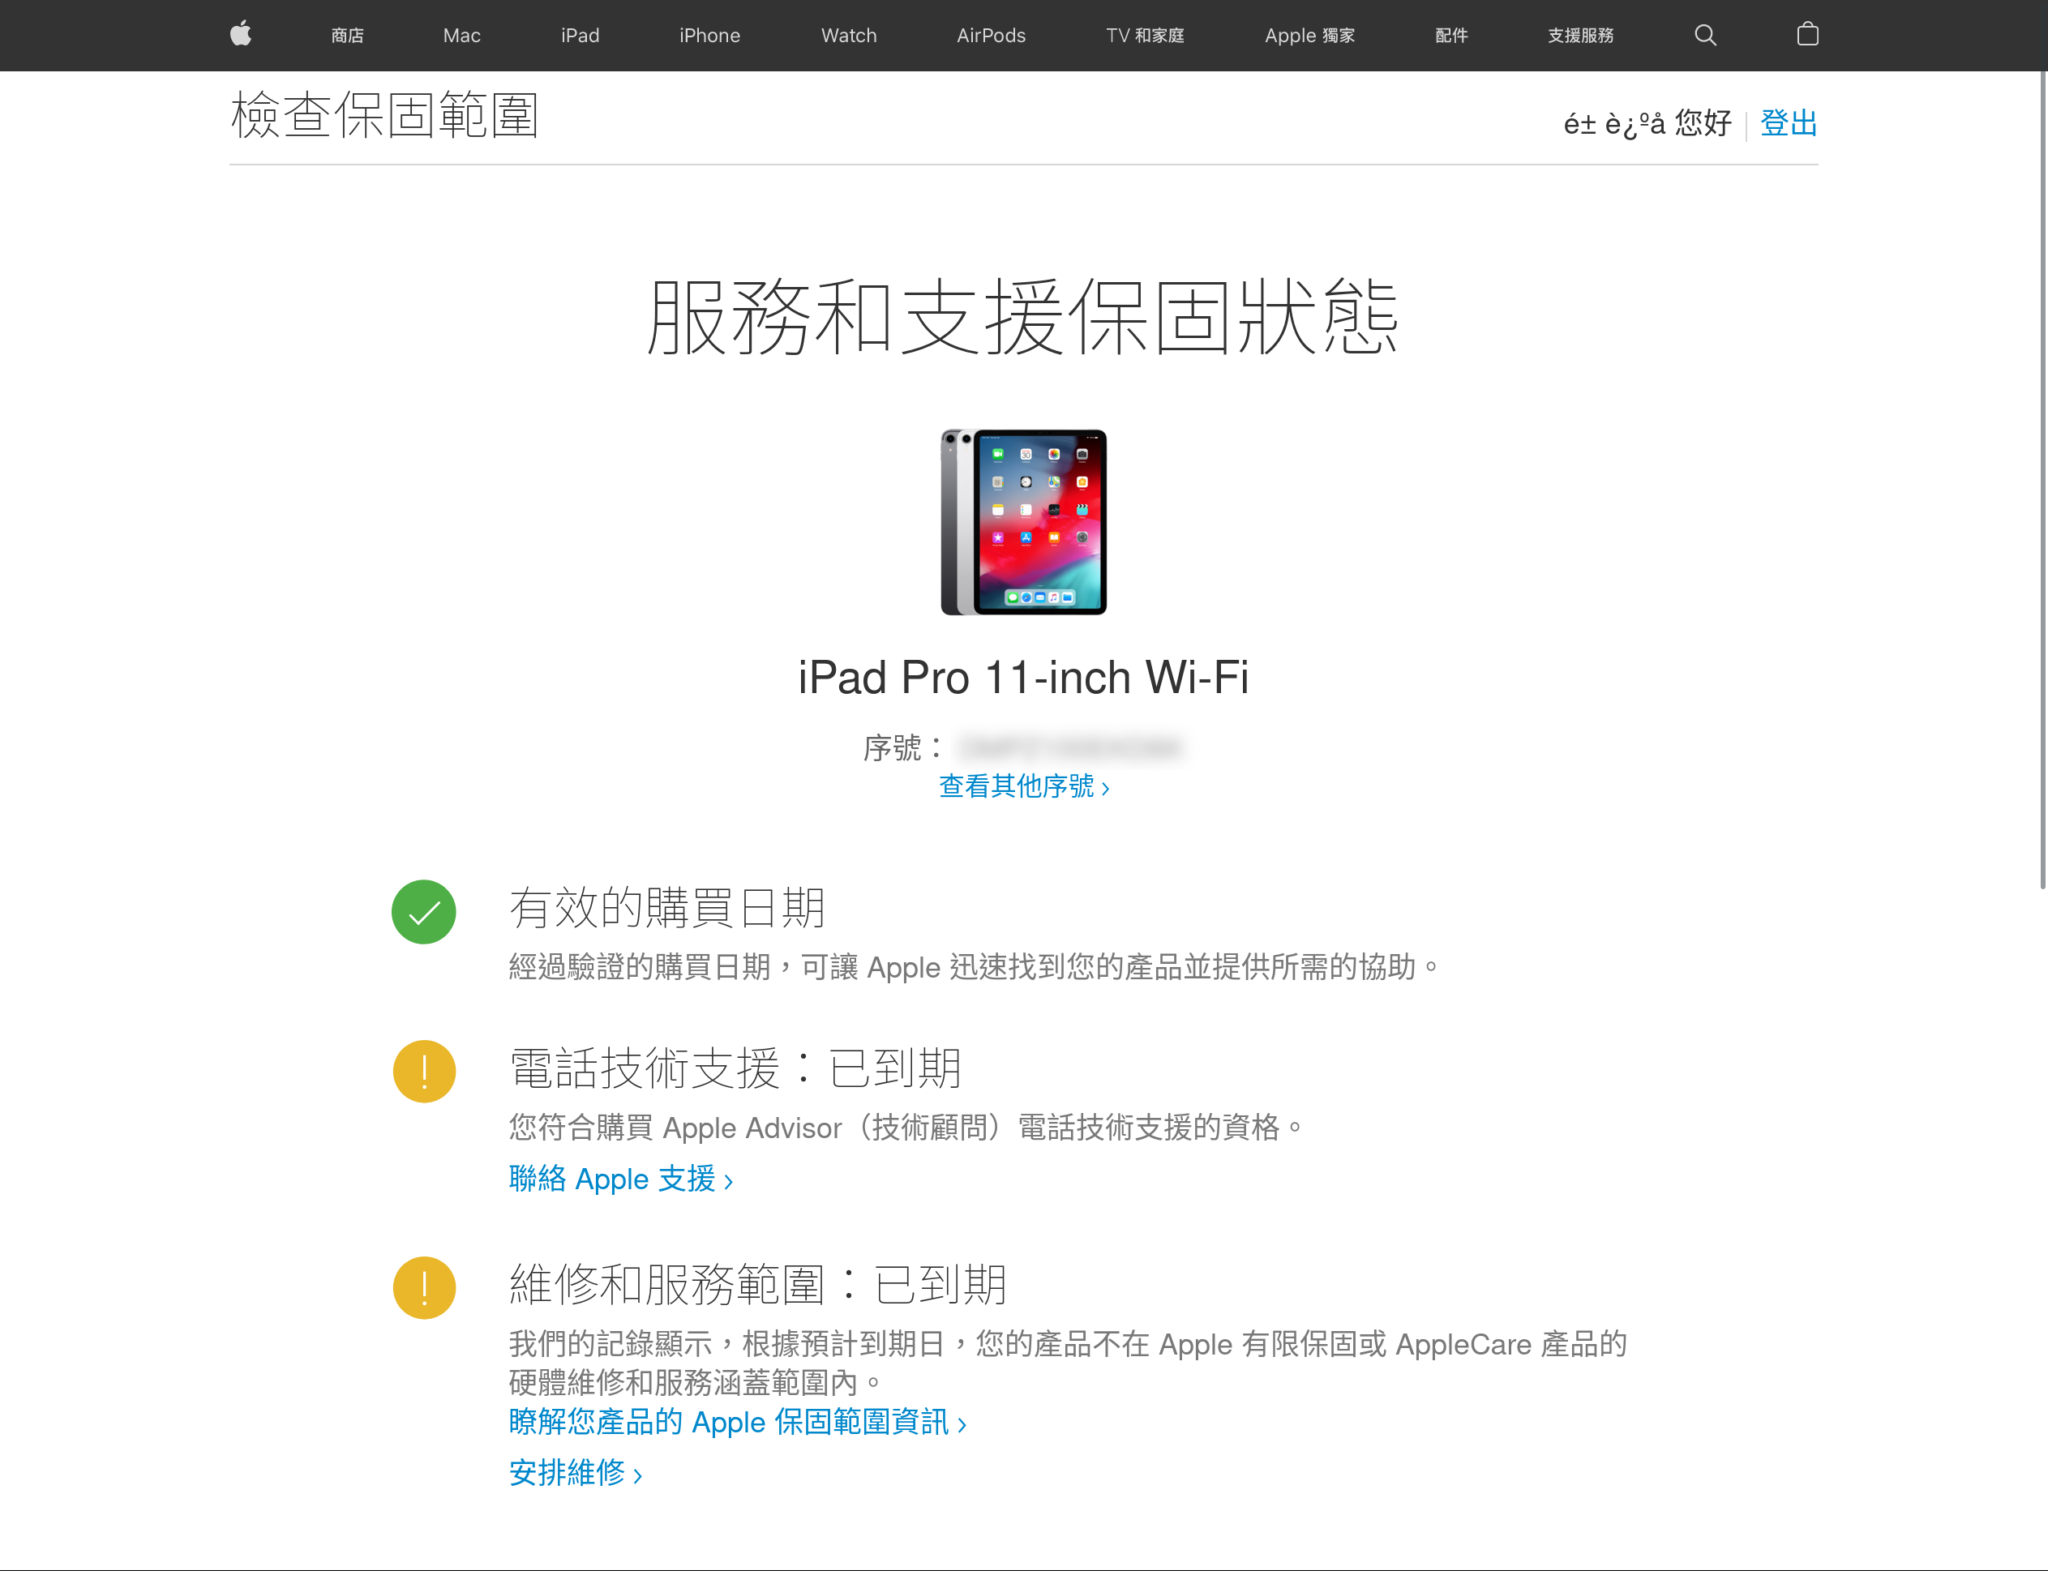 商店 Mac iPad iPhone Watch AirPods TV 和家庭 Apple 獨家 配件 支援服務
檢查保固範圍
é± è¿ºå 您好 登出
服務和支援保固狀態
iPad Pro 11-inch Wi-Fi
序號：
查看其他序號 ›
有效的購買日期
經過驗證的購買日期，可讓 Apple 迅速找到您的產品並提供所需的協助。
電話技術支援：已到期
您符合購買 Apple Advisor（技術顧問）電話技術支援的資格。
聯絡 Apple 支援 ›
維修和服務範圍：已到期
我們的記錄顯示，根據預計到期日，您的產品不在 Apple 有限保固或 AppleCare 產品的
硬體維修和服務涵蓋範圍內。
瞭解您產品的 Apple 保固範圍資訊 ›
安排維修 ›